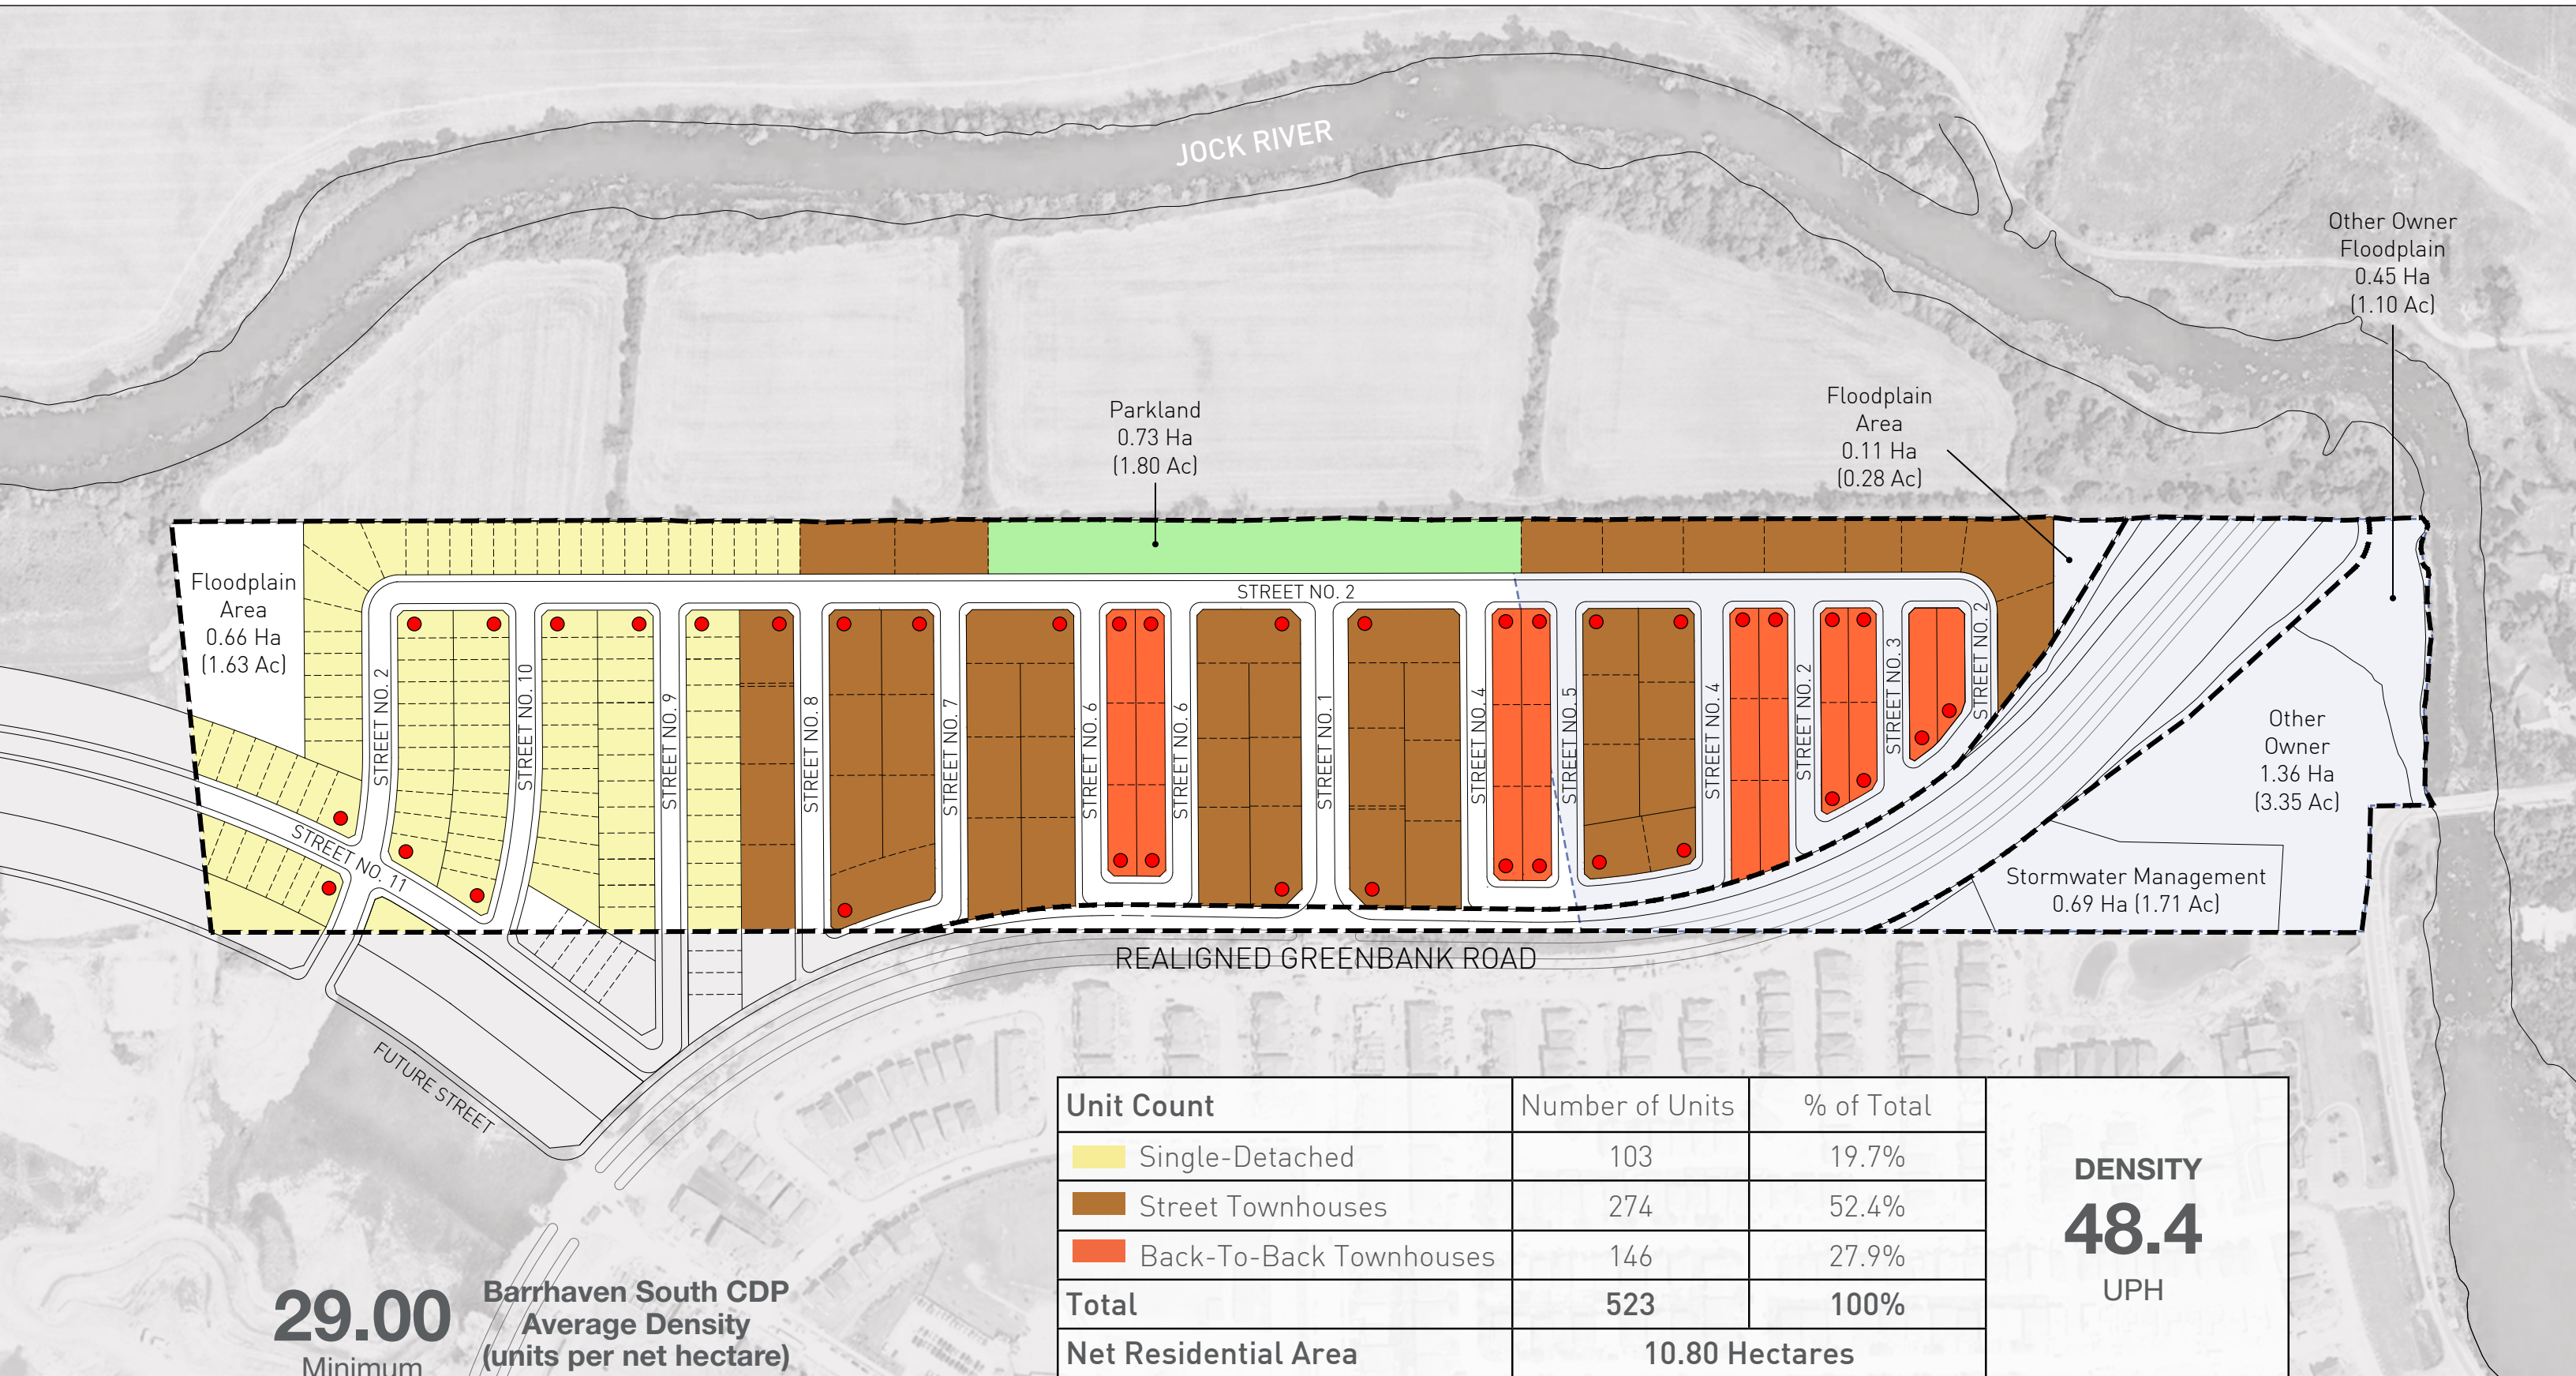 JOCK RIVER
Other Owner
Floodplain
0.45 Ha
(1.10 Ac)
Parkland
0.73 Ha
(1.80 Ac)
Floodplain
Area
0.11 Ha
(0.28 Ac)
Floodplain
Area
0.66 Ha
(1.63 Ac)
STREET NO. 2
STREET NO. 2
STREET NO. 10
STREET NO. 9
STREET NO. 8
STREET NO. 7
STREET NO. 6
STREET NO. 6
STREET NO. 1
STREET NO. 4
STREET NO. 5
STREET NO. 4
STREET NO. 2
STREET NO. 3
STREET NO. 2
STREET NO. 11
Other
Owner
1.36 Ha
(3.35 Ac)
Stormwater Management
0.69 Ha (1.71 Ac)
REALIGNED GREENBANK ROAD
FUTURE STREET
Unit Count Number of Units % of Total
Single-Detached 103 19.7%
Street Townhouses 274 52.4%
Back-To-Back Townhouses 146 27.9%
Total 523 100%
Net Residential Area 10.80 Hectares
DENSITY
48.4
UPH
29.00
Minimum
Barrhaven South CDP
Average Density
(units per net hectare)